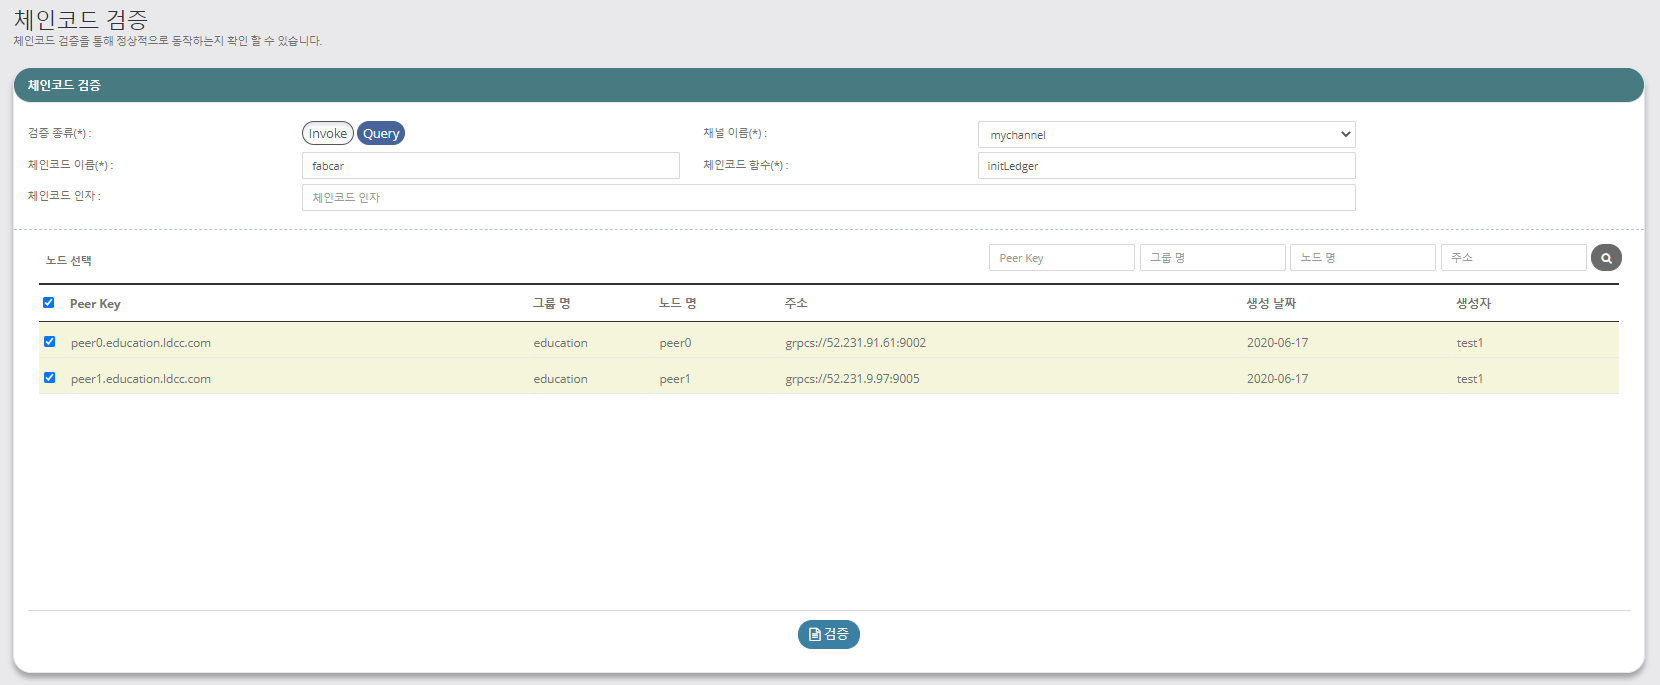 체인코드 검증
체인코드 검증을 통해 정상적으로 동작하는지 확인 할 수 있습니다.
체인코드 검증
검증 종류(*) : Invoke Query 채널 이름(*) : mychannel
체인코드 이름(*) : fabcar 체인코드 함수(*) : initLedger
체인코드 인자 : 체인코드 인자
노드 선택 Peer Key 그룹 명 노드 명 주소
Peer Key 그룹 명 노드 명 주소 생성 날짜 생성자
peer0.education.ldcc.com education peer0 grpcs://52.231.91.61:9002 2020-06-17 test1
peer1.education.ldcc.com education peer1 grpcs://52.231.9.97:9005 2020-06-17 test1
검증